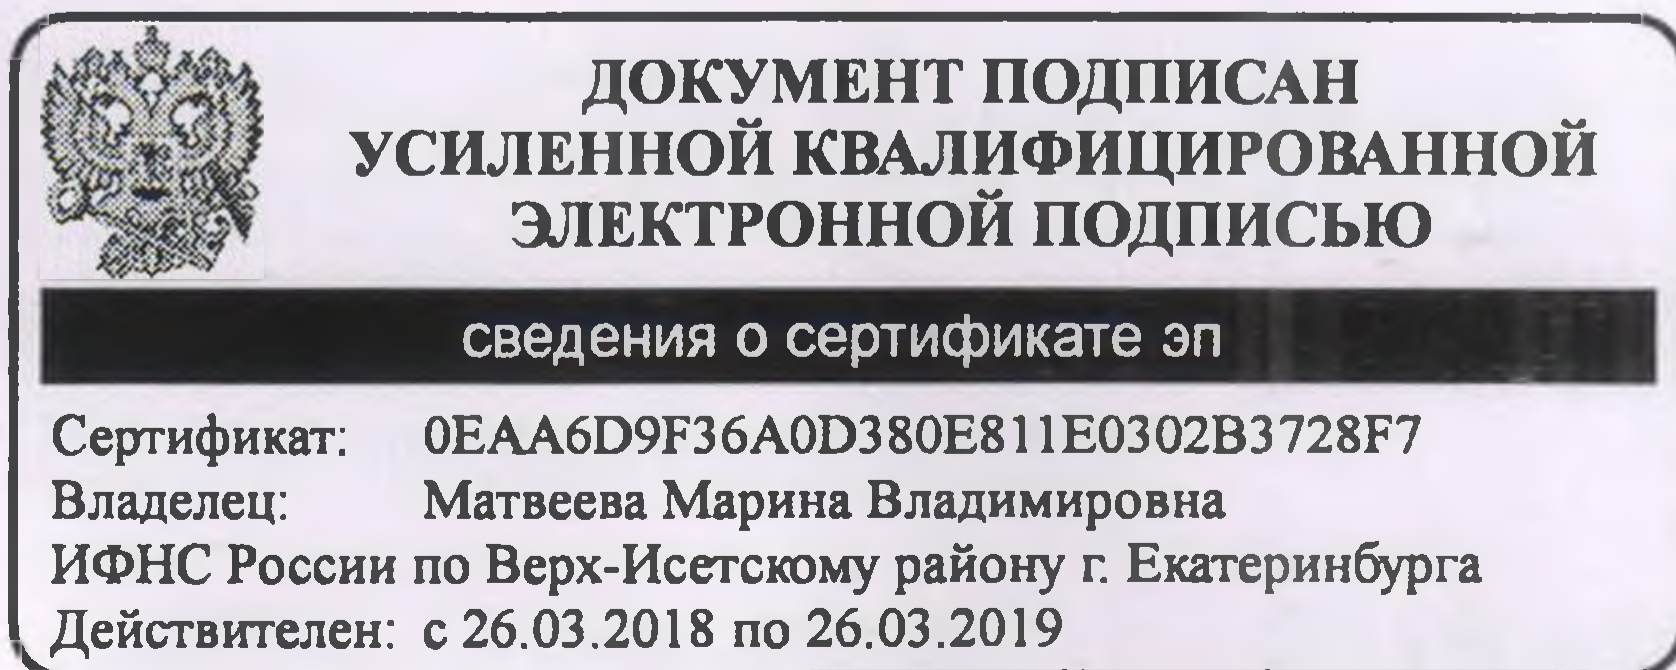 ДОКУМЕНТ ПОДПИСАН
УСИЛЕННОЙ КВАЛИФИЦИРОВАННОЙ
ЭЛЕКТРОННОЙ ПОДПИСЬЮ
сведения о сертификате эп
Сертификат: 0EAA6D9F36A0D380E811E0302B3728F7
Владелец: Матвеева Марина Владимировна
ИФНС России по Верх-Исетскому району г. Екатеринбурга
Действителен: с 26.03.2018 по 26.03.2019